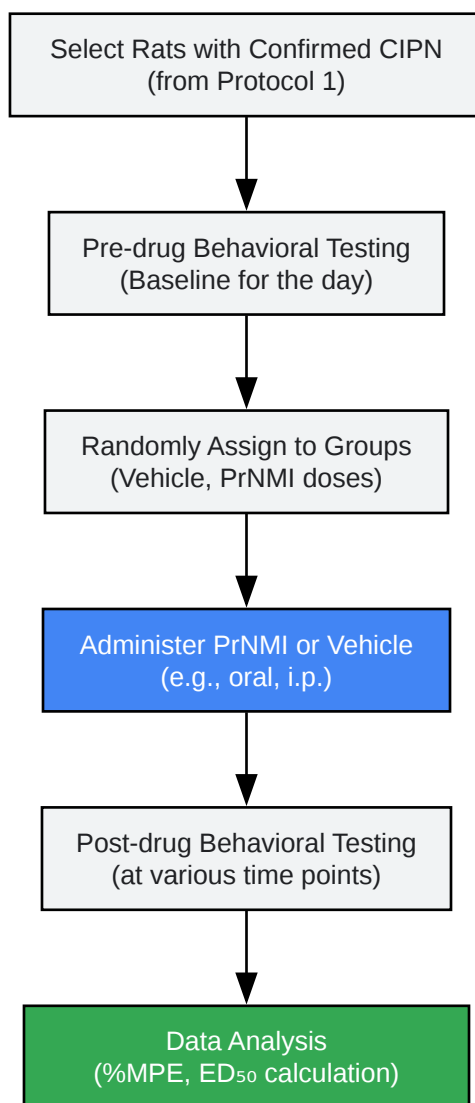 Select Rats with Confirmed CIPN
(from Protocol 1)
Pre-drug Behavioral Testing
(Baseline for the day)
Randomly Assign to Groups
(Vehicle, PrNMI doses)
Administer PrNMI or Vehicle
(e.g., oral, i.p.)
Post-drug Behavioral Testing
(at various time points)
Data Analysis
(%MPE, ED₅₀ calculation)